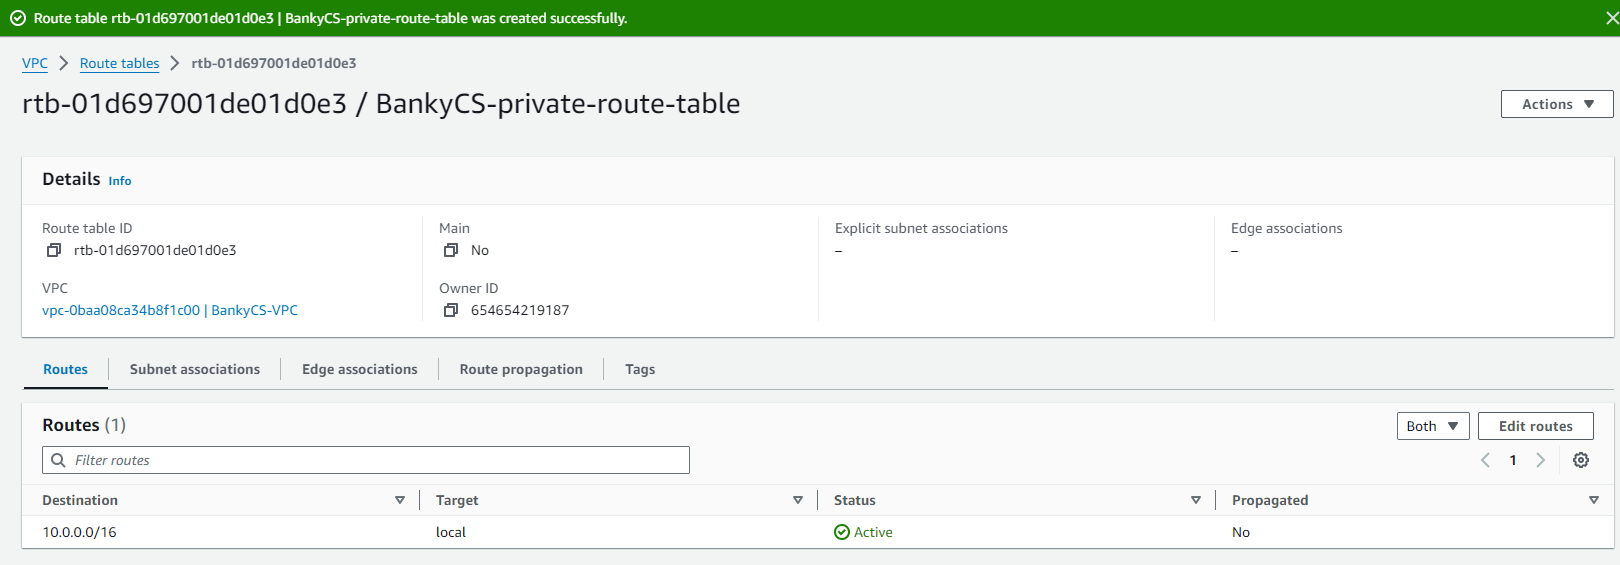 Route table rtb-01d697001de01d0e3 | BankyCS-private-route-table was created successfully.
VPC > Route tables > rtb-01d697001de01d0e3
rtb-01d697001de01d0e3 / BankyCS-private-route-table
Actions
Details Info
Route table ID
rtb-01d697001de01d0e3
Main
No
Explicit subnet associations
–
Edge associations
–
VPC
vpc-0baa08ca34b8f1c00 | BankyCS-VPC
Owner ID
654654219187
Routes Subnet associations Edge associations Route propagation Tags
Routes (1)
Both Edit routes
Filter routes
1
Destination Target Status Propagated
10.0.0.0/16 local Active No